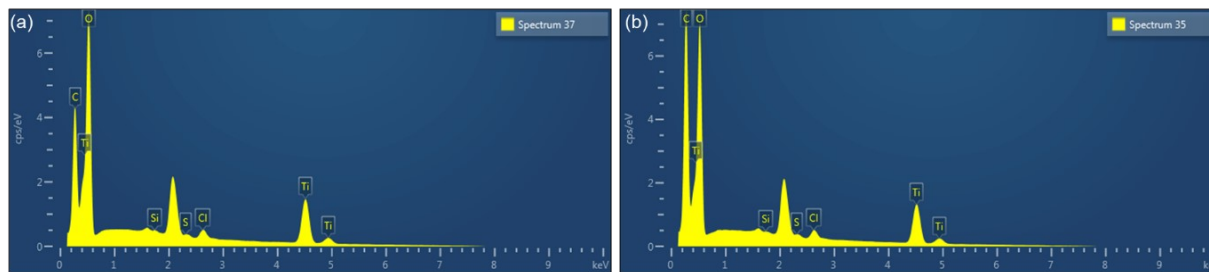 (a)
Spectrum 37
cps/eV
6
4
2
0
O
C
Ti
Si
S
Cl
Ti
Ti
0 1 2 3 4 5 6 7 8 9 keV
(b)
Spectrum 35
cps/eV
6
4
2
0
C
O
Ti
Si
S
Cl
Ti
Ti
0 1 2 3 4 5 6 7 8 9